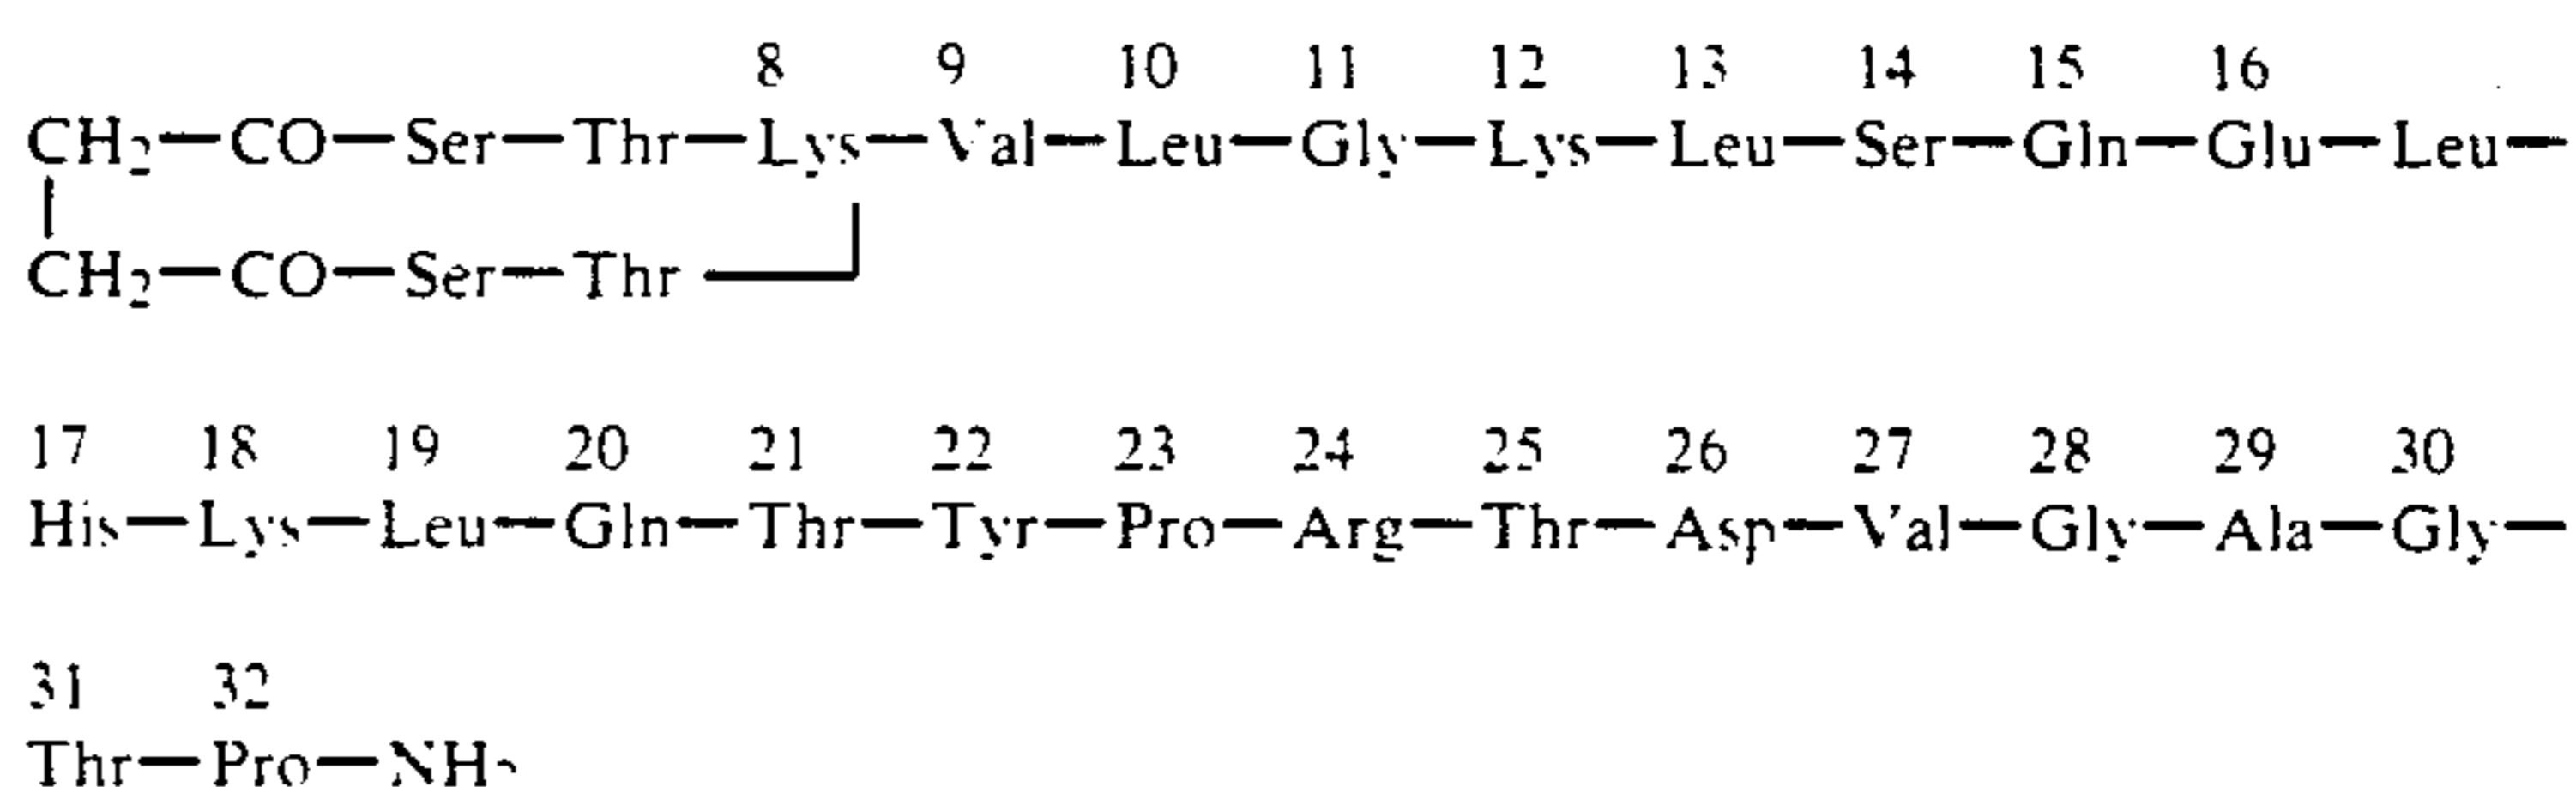 8 9 10 11 12 13 14 15 16
CH₂—CO—Ser—Thr—Lys—Val—Leu—Gly—Lys—Leu—Ser—Gln—Glu—Leu—
CH₂—CO—Ser—Thr
17 18 19 20 21 22 23 24 25 26 27 28 29 30
His—Lys—Leu—Gln—Thr—Tyr—Pro—Arg—Thr—Asp—Val—Gly—Ala—Gly—
31 32
Thr—Pro—NH₂